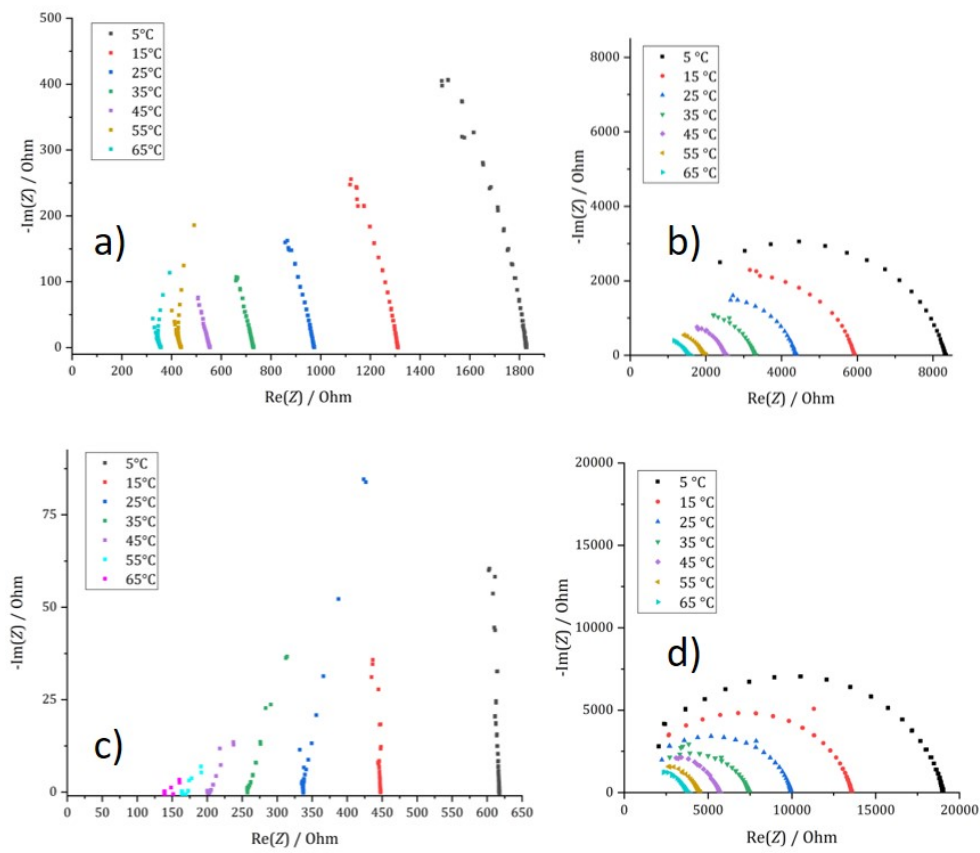 500
400
300
200
100
0
-Im(Z) / Ohm
5°C
15°C
25°C
35°C
45°C
55°C
65°C
a)
0 200 400 600 800 1000 1200 1400 1600 1800
Re(Z) / Ohm
8000
6000
4000
2000
0
-Im(Z) / Ohm
5 °C
15 °C
25 °C
35 °C
45 °C
55 °C
65 °C
b)
0 2000 4000 6000 8000
Re(Z) / Ohm
75
50
25
0
-Im(Z) / Ohm
5°C
15°C
25°C
35°C
45°C
55°C
65°C
c)
0 50 100 150 200 250 300 350 400 450 500 550 600 650
Re(Z) / Ohm
20000
15000
10000
5000
0
-Im(Z) / Ohm
5 °C
15 °C
25 °C
35 °C
45 °C
55 °C
65 °C
d)
0 5000 10000 15000 20000
Re(Z) / Ohm